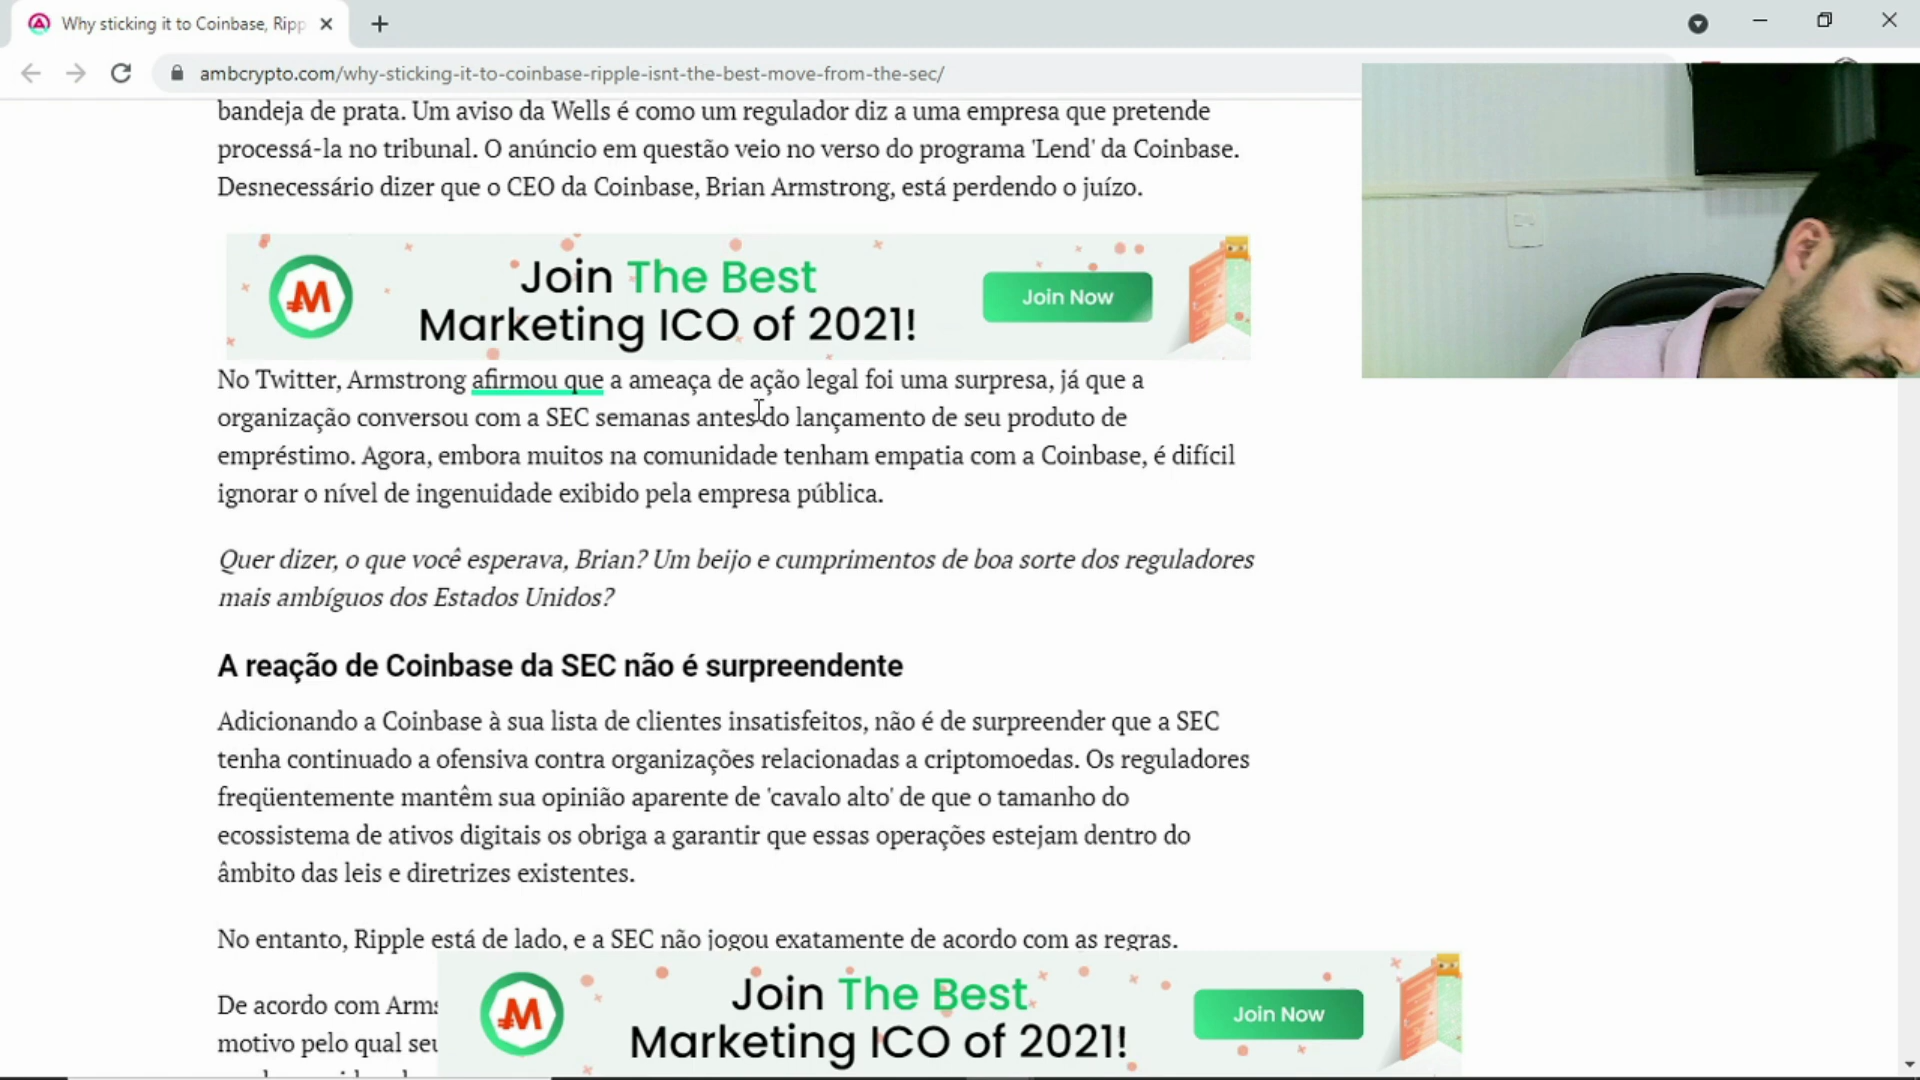 Why sticking it to Coinbase, Ripp
ambcrypto.com/why-sticking-it-to-coinbase-ripple-isnt-the-best-move-from-the-sec/
bandeja de prata. Um aviso da Wells é como um regulador diz a uma empresa que pretende
processá-la no tribunal. O anúncio em questão veio no verso do programa 'Lend' da Coinbase.
Desnecessário dizer que o CEO da Coinbase, Brian Armstrong, está perdendo o juízo.
Join The Best
Marketing ICO of 2021!
Join Now
No Twitter, Armstrong afirmou que a ameaça de ação legal foi uma surpresa, já que a
organização conversou com a SEC semanas antes do lançamento de seu produto de
empréstimo. Agora, embora muitos na comunidade tenham empatia com a Coinbase, é difícil
ignorar o nível de ingenuidade exibido pela empresa pública.
Quer dizer, o que você esperava, Brian? Um beijo e cumprimentos de boa sorte dos reguladores
mais ambíguos dos Estados Unidos?
A reação de Coinbase da SEC não é surpreendente
Adicionando a Coinbase à sua lista de clientes insatisfeitos, não é de surpreender que a SEC
tenha continuado a ofensiva contra organizações relacionadas a criptomoedas. Os reguladores
freqüentemente mantêm sua opinião aparente de 'cavalo alto' de que o tamanho do
ecossistema de ativos digitais os obriga a garantir que essas operações estejam dentro do
âmbito das leis e diretrizes existentes.
No entanto, Ripple está de lado, e a SEC não jogou exatamente de acordo com as regras.
De acordo com Arms
motivo pelo qual seu
Join The Best
Marketing ICO of 2021!
Join Now